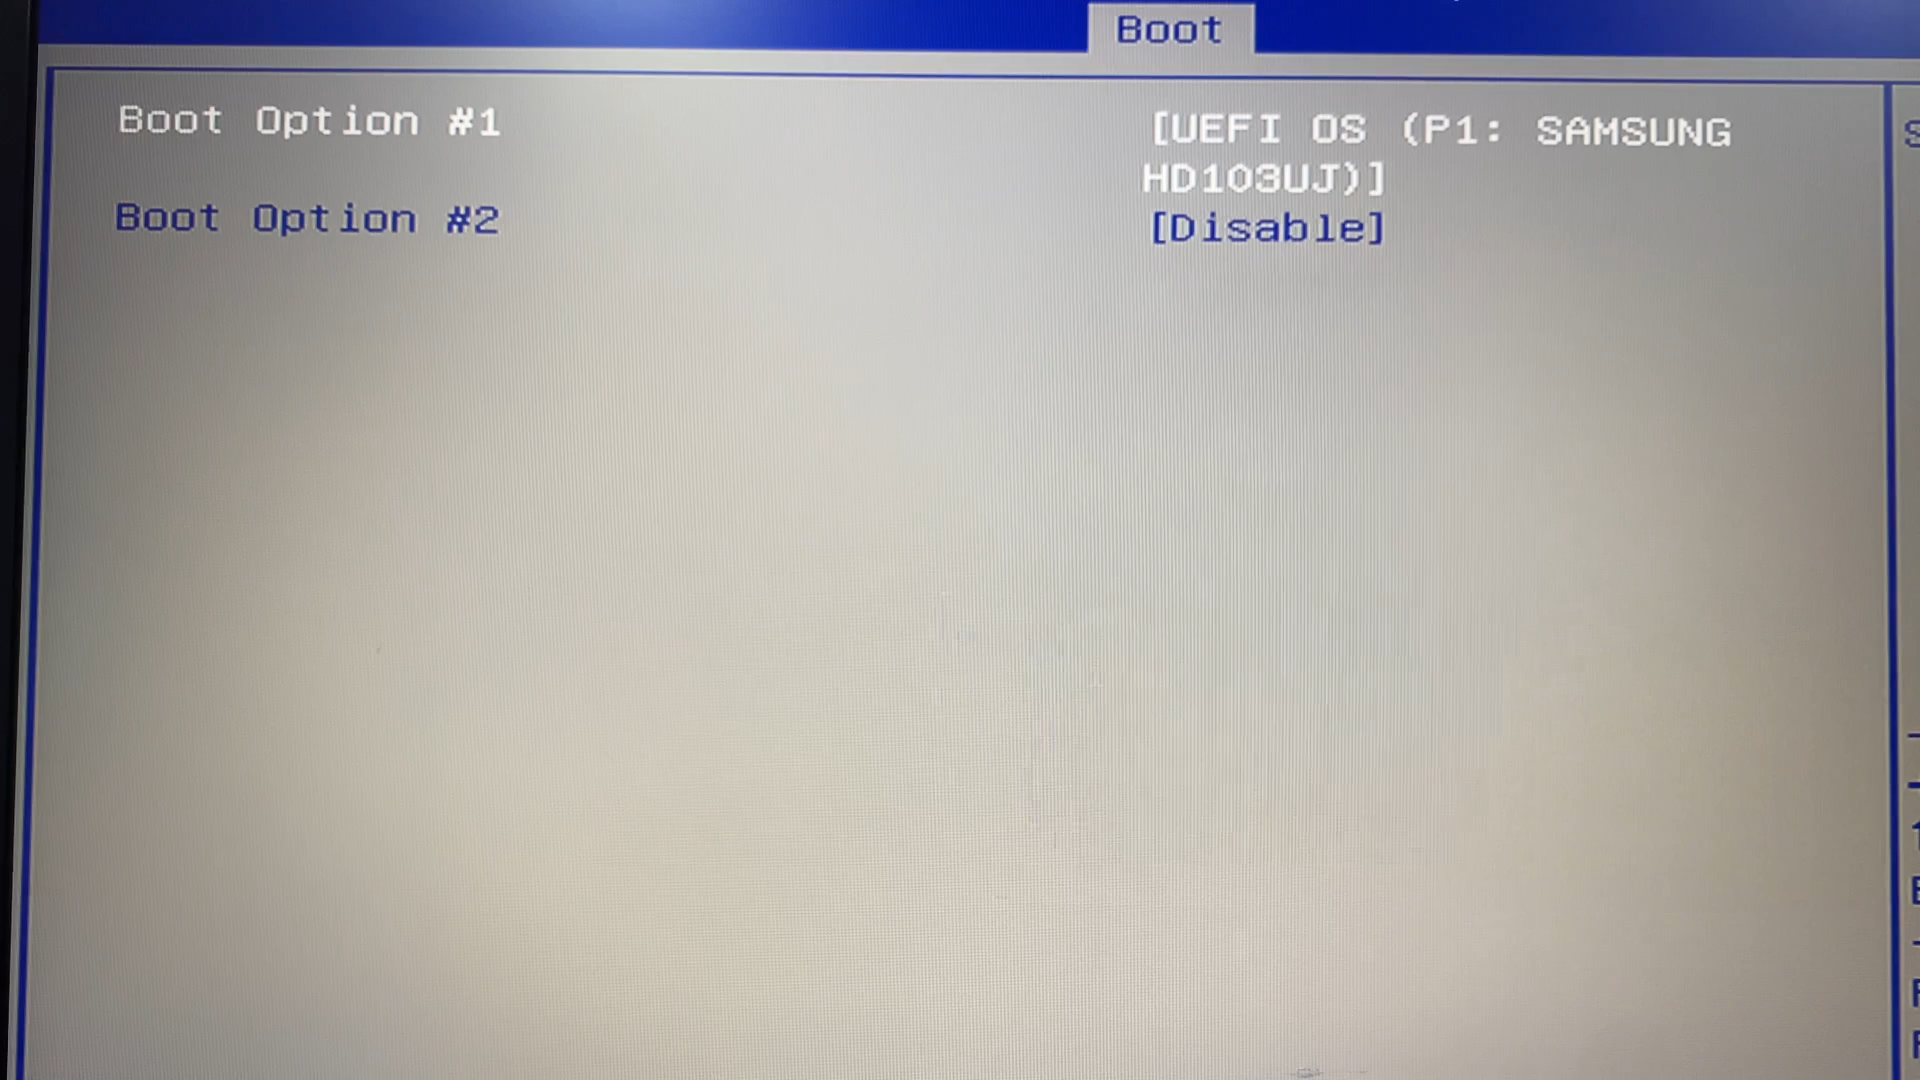 Boot
Boot Option #1 [UEFI OS (P1: SAMSUNG
HD103UJ)]
Boot Option #2 [Disable]